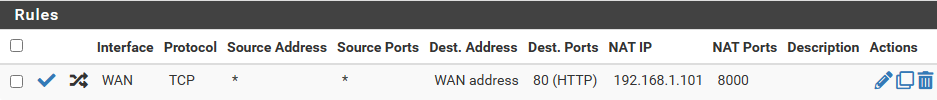 Rules
Interface Protocol Source Address Source Ports Dest. Address Dest. Ports NAT IP NAT Ports Description Actions
WAN TCP * * WAN address 80 (HTTP) 192.168.1.101 8000